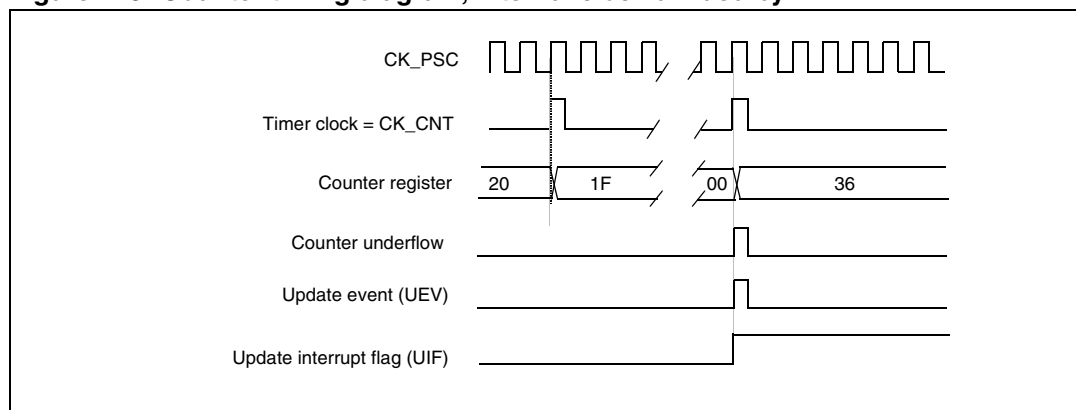 CK_PSC
Timer clock = CK_CNT
Counter register 20 1F 00 36
Counter underflow
Update event (UEV)
Update interrupt flag (UIF)